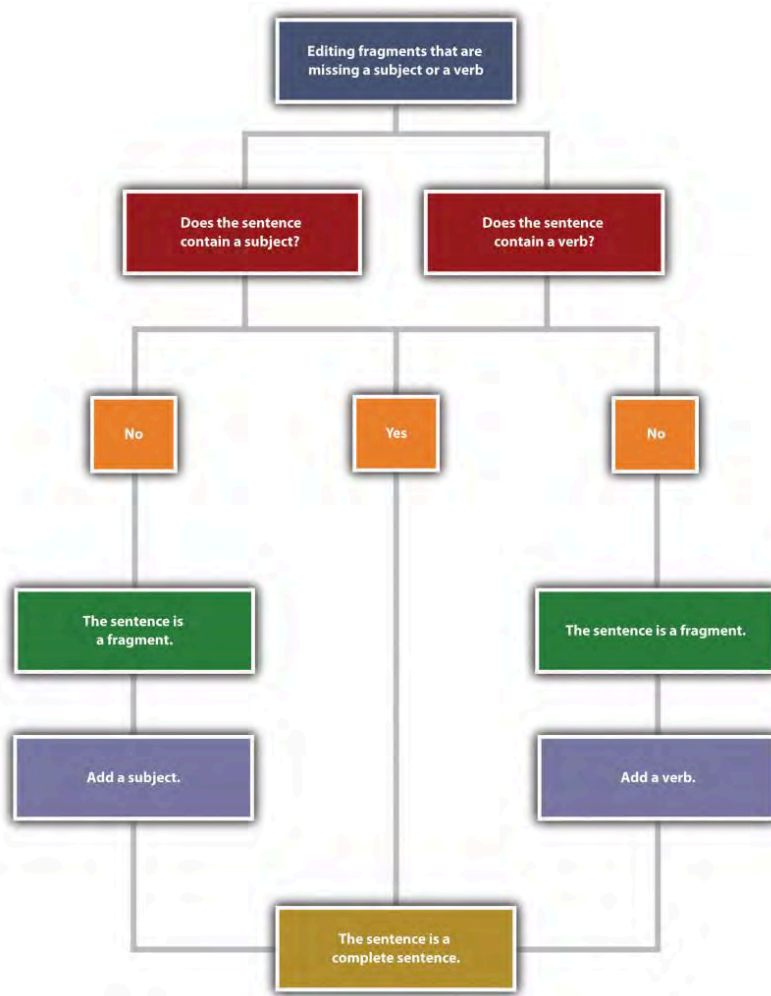 Editing fragments that are
missing a subject or a verb
Does the sentence
contain a subject?
Does the sentence
contain a verb?
No
Yes
No
The sentence is
a fragment.
The sentence is a fragment.
Add a subject.
Add a verb.
The sentence is a
complete sentence.